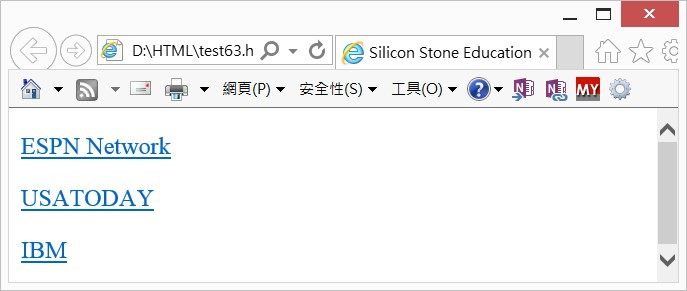 D:\HTML\test63.h
Silicon Stone Education
網頁(P)
安全性(S)
工具(O)
MY
ESPN Network
USATODAY
IBM